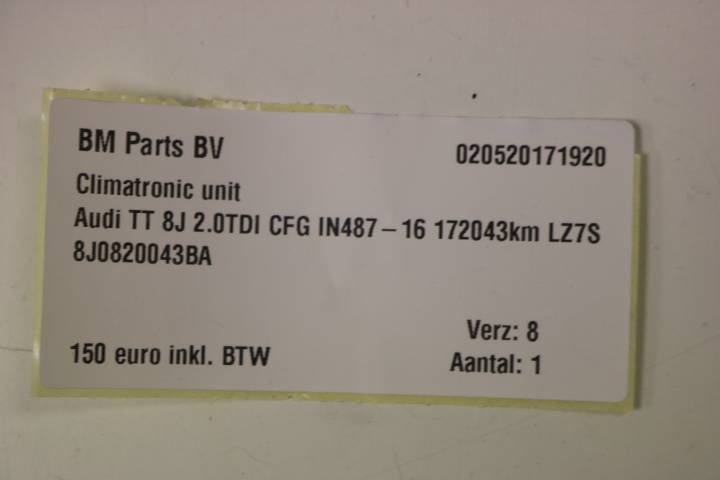 BM Parts BV 020520171920
Climatronic unit
Audi TT 8J 2.0TDI CFG IN487-16 172043km LZ7S
8J0820043BA
Verz: 8
150 euro inkl. BTW Aantal: 1